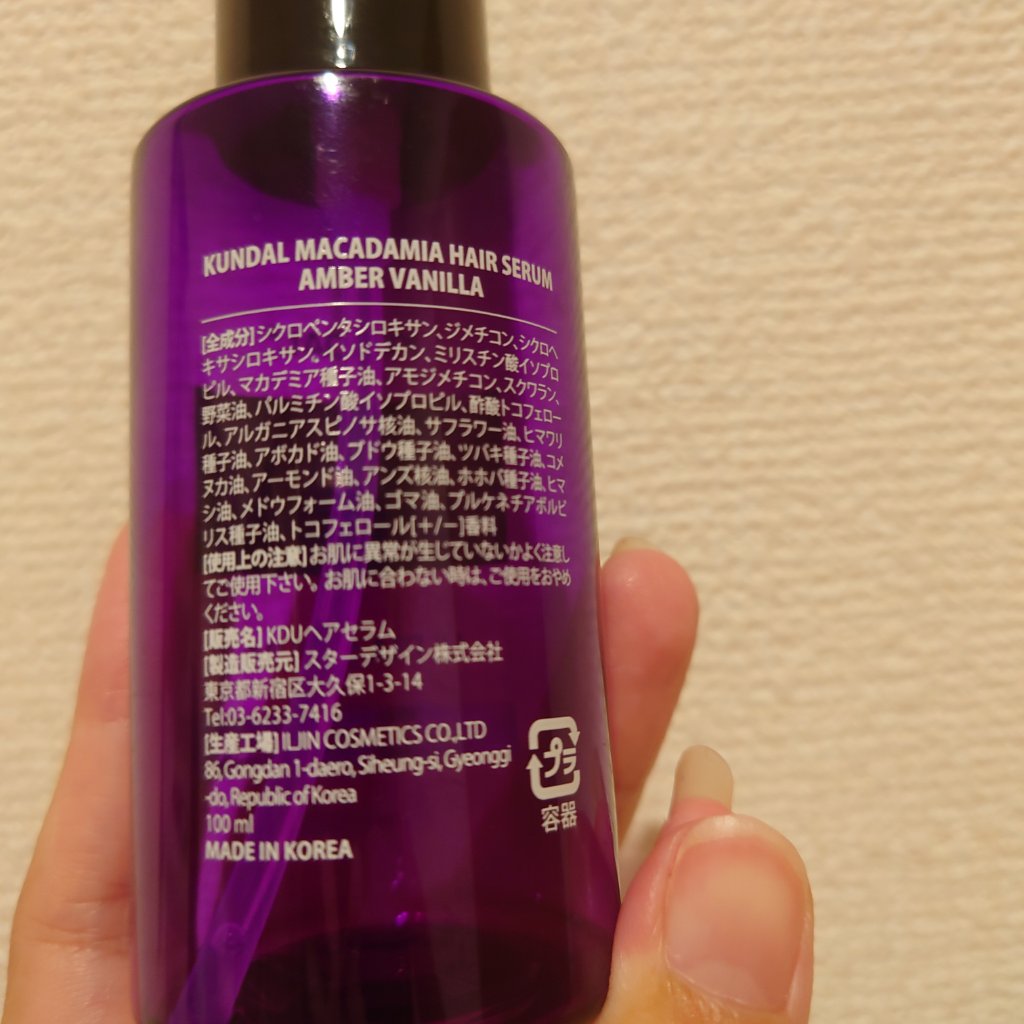 KUNDAL MACADAMIA HAIR SERUM
AMBER VANILLA
[全成分]シクロペンタシロキサン、ジメチコン、シクロヘ
キサシロキサン、イソドデカン、ミリスチン酸イソプロ
ピル、マカデミア種子油、アモジメチコン、スクワラン、
野菜油、パルミチン酸イソプロピル、酢酸トコフェロー
ル、アルガニアスピノサ核油、サフラワー油、ヒマワリ
種子油、アボカド油、ブドウ種子油、ツバキ種子油、コメ
ヌカ油、アーモンド油、アンズ核油、ホホバ種子油、ヒマ
シ油、メドウフォーム油、ゴマ油、プルケネチアボルビ
リス種子油、トコフェロール[+/-]香料
[使用上の注意]お肌に異常が生じていないかよく注意し
てご使用下さい。お肌に合わない時は、ご使用をおやめ
ください。
[販売名] KDUヘアセラム
[製造販売元] スターデザイン株式会社
東京都新宿区大久保1-3-14
Tel:03-6233-7416
[生産工場] ILJIN COSMETICS CO.,LTD
86, Gongdan 1-daero, Siheung-si, Gyeonggi
-do, Republic of Korea
100 ml
MADE IN KOREA
プラ
容器